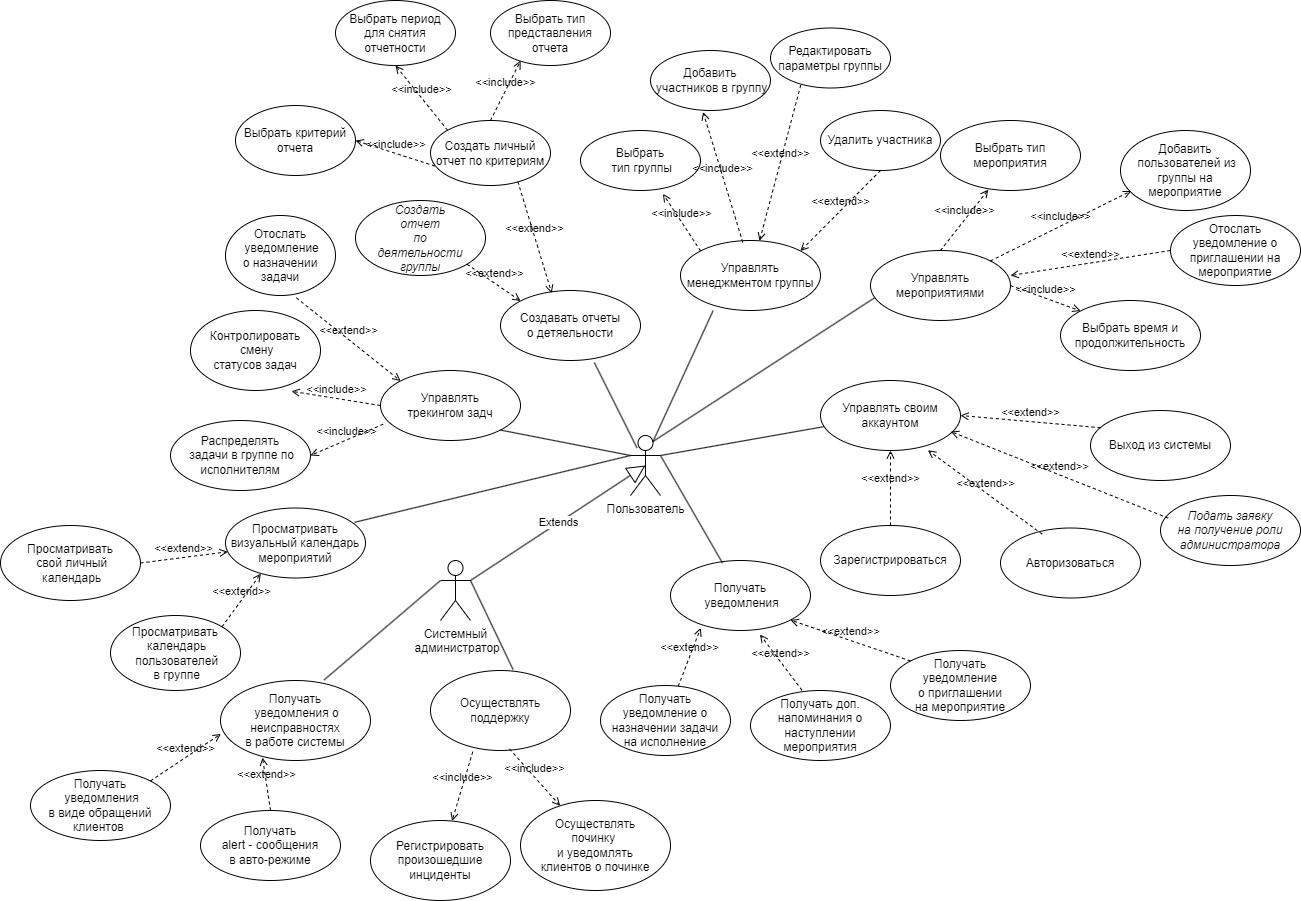 Выбрать период
для снятия
отчетности
Выбрать тип
представления
отчета
<<include>>
<<include>>
Выбрать критерий
отчета
<<include>>
Создать личный
отчет по критериям
Создать
отчет
по
деятельности
группы
<<extend>>
<<extend>>
Создавать отчеты
о детяельности
Добавить
участников в группу
Редактировать
параметры группы
Выбрать
тип группы
Удалить участника
<<include>>
<<extend>>
<<include>>
<<extend>>
Управлять
менеджментом группы
Выбрать тип
мероприятия
Добавить
пользователей из
группы на
мероприятие
<<include>>
<<include>>
Отослать
уведомление о
приглашении на
мероприятие
<<extend>>
Управлять
мероприятиями
<<include>>
Выбрать время и
продолжительность
Отослать
уведомление
о назначении
задачи
<<extend>>
Контролировать
смену
статусов задач
<<include>>
Управлять
трекингом задч
<<include>>
Распределять
задачи в группе по
исполнителям
Управлять своим
аккаунтом
<<extend>>
Выход из системы
<<extend>>
<<extend>>
<<extend>>
Подать заявку
на получение роли
администратора
Зарегистрироваться
Авторизоваться
Пользователь
Extends
Просматривать
визуальный календарь
мероприятий
Просматривать
свой личный
календарь
<<extend>>
<<extend>>
Просматривать
календарь
пользователей
в группе
Системный
администратор
Получать
уведомления
<<extend>>
<<extend>>
<<extend>>
Получать
уведомление о
назначении задачи
на исполнение
Получать доп.
напоминания о
наступлении
мероприятия
Получать
уведомление
о приглашении
на мероприятие
Получать
уведомления о
неисправностях
в работе системы
Осуществлять
поддержку
<<extend>>
<<extend>>
<<include>>
<<include>>
Получать
уведомления
в виде обращений
клиентов
Получать
alert - сообщения
в авто-режиме
Регистрировать
произошедшие
инциденты
Осуществлять
починку
и уведомлять
клиентов о починке